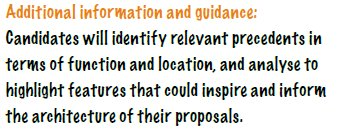 Additional information and guidance:
Candidates will identify relevant precedents in
terms of function and location, and analyse to
highlight features that could inspire and inform
the architecture of their proposals.